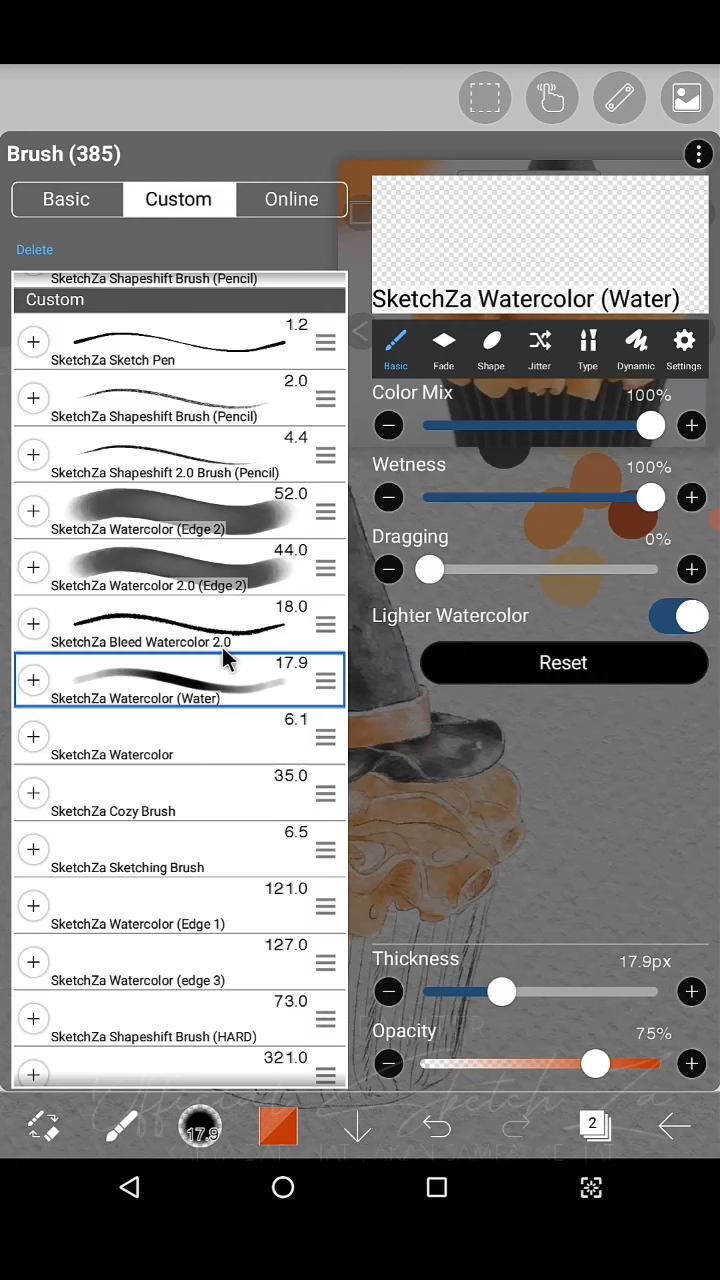 Brush (385)
Basic
Custom
Online
Delete
SketchZa Shapeshift Brush (Pencil)
Custom
1.2
SketchZa Sketch Pen
2.0
SketchZa Shapeshift Brush (Pencil)
4.4
SketchZa Shapeshift 2.0 Brush (Pencil)
52.0
SketchZa Watercolor (Edge 2)
44.0
SketchZa Watercolor 2.0 (Edge 2)
18.0
SketchZa Bleed Watercolor 2.0
17.9
SketchZa Watercolor (Water)
6.1
SketchZa Watercolor
35.0
SketchZa Cozy Brush
6.5
SketchZa Sketching Brush
121.0
SketchZa Watercolor (Edge 1)
127.0
SketchZa Watercolor (edge 3)
73.0
SketchZa Shapeshift Brush (HARD)
321.0
SketchZa Watercolor (Water)
Basic
Fade
Shape
Jitter
Type
Dynamic
Settings
Color Mix
100%
Wetness
100%
Dragging
0%
Lighter Watercolor
Reset
Thickness
17.9px
Opacity
75%
17.9
2